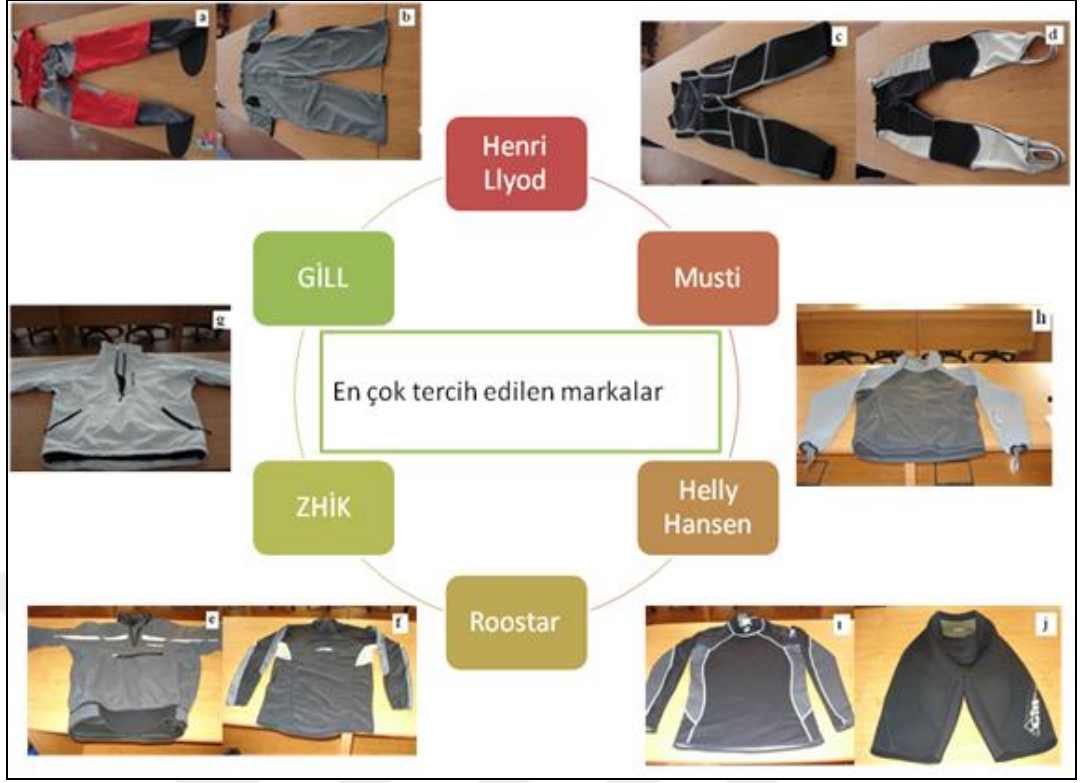 a
b
c
d
Henri
Llyod
GİLL
Musti
g
h
En çok tercih edilen markalar
ZHİK
Helly
Hansen
Roostar
e
f
ı
j